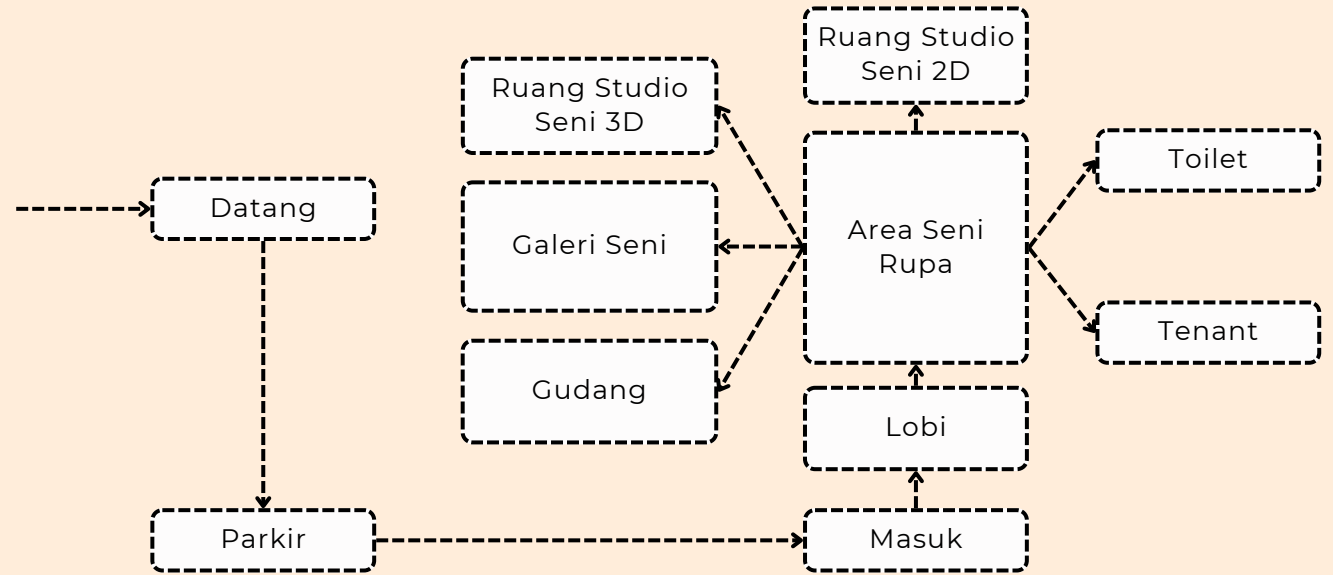 Ruang Studio
Seni 2D
Ruang Studio
Seni 3D
Toilet
Datang
Galeri Seni
Area Seni
Rupa
Tenant
Gudang
Lobi
Parkir
Masuk